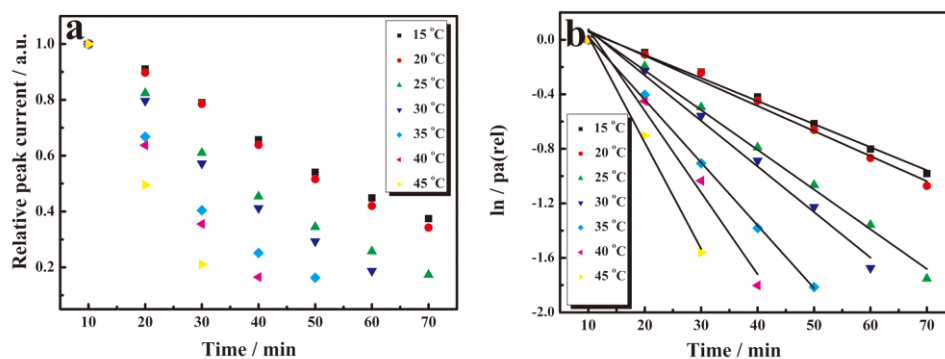 a
Relative peak current / a.u.
1.0
0.8
0.6
0.4
0.2
10 20 30 40 50 60 70
Time / min
15 °C
20 °C
25 °C
30 °C
35 °C
40 °C
45 °C
b
ln / pa(rel)
0.0
-0.4
-0.8
-1.2
-1.6
-2.0
10 20 30 40 50 60 70
Time / min
15 °C
20 °C
25 °C
30 °C
35 °C
40 °C
45 °C